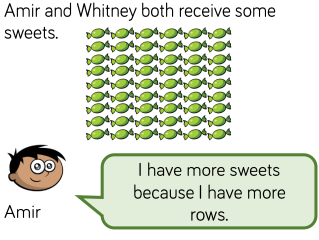 Amir and Whitney both receive some
sweets.
I have more sweets
because I have more
rows.
Amir